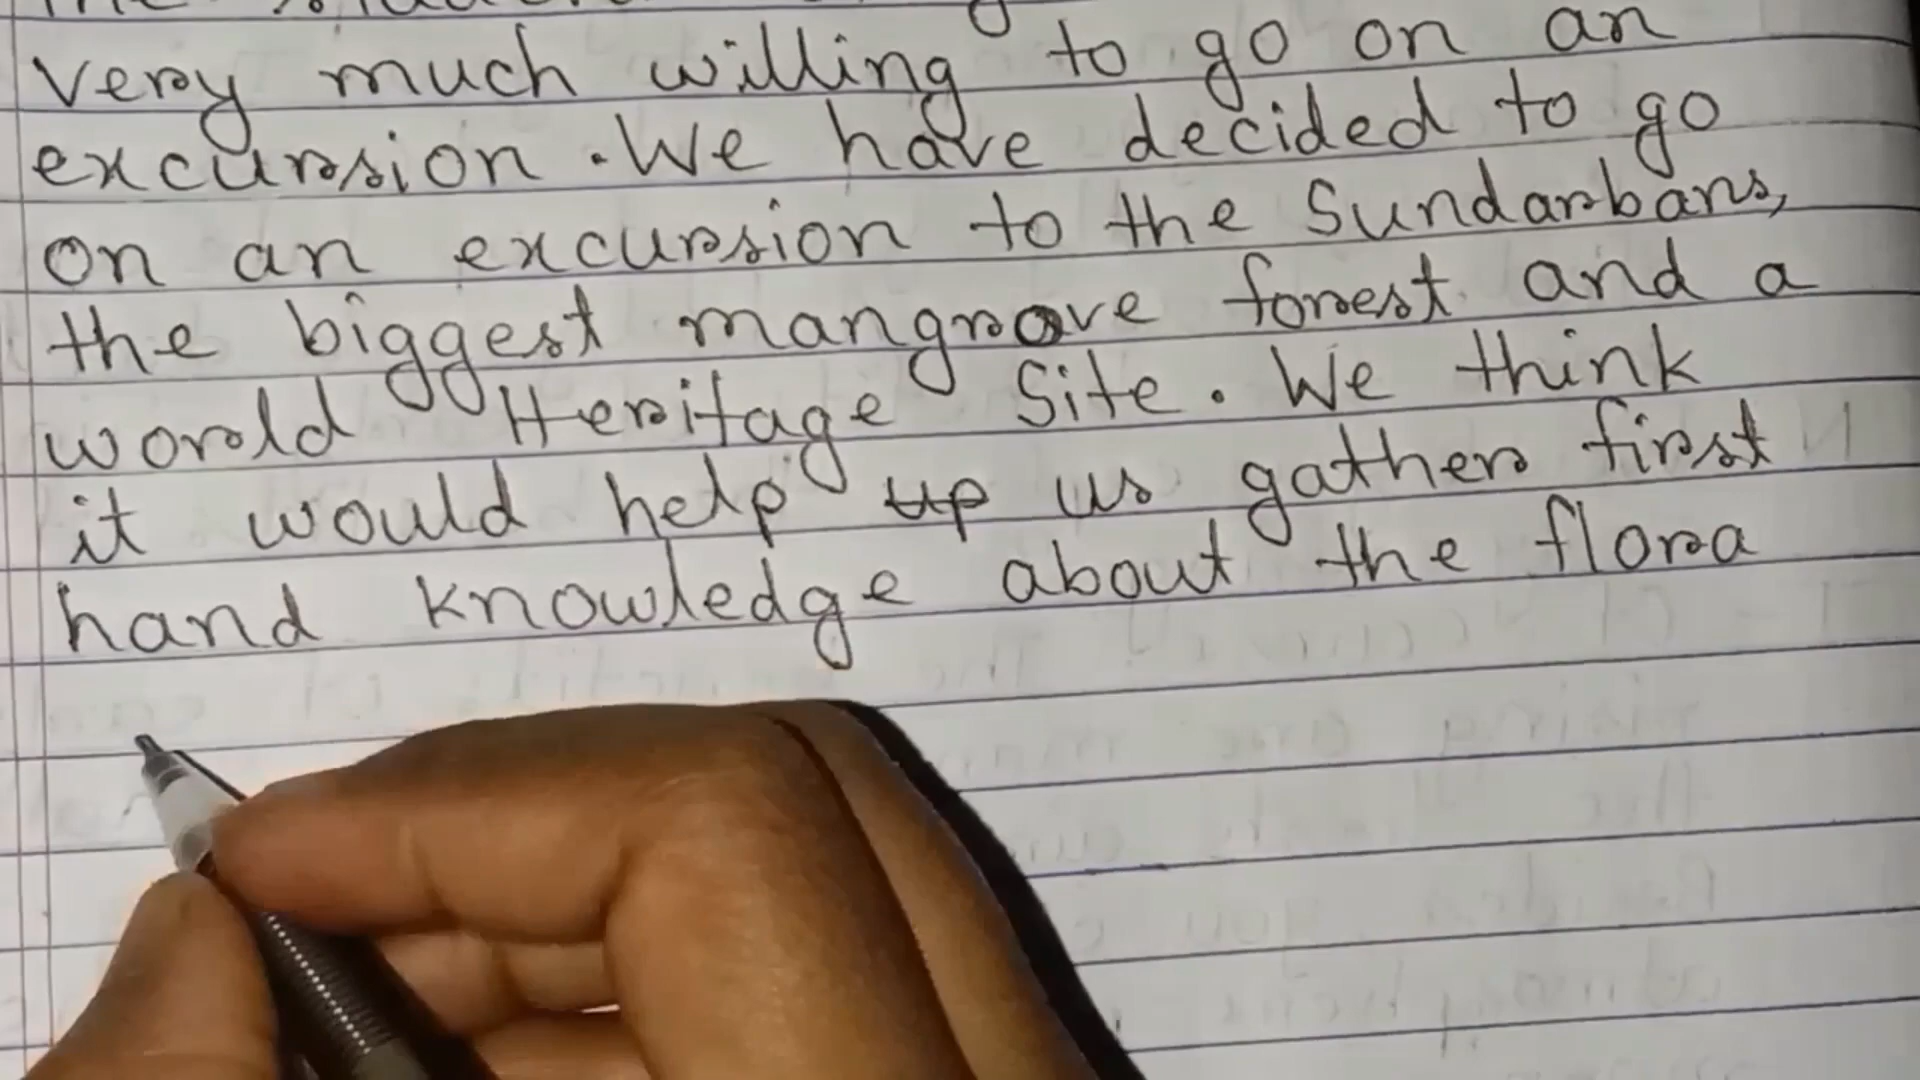 very much willing to go on an
excursion. We have decided to go
on an excursion to the Sundarbans,
the biggest mangrove forest and a
world Heritage Site. We think
it would help up us gather first
hand knowledge about the flora